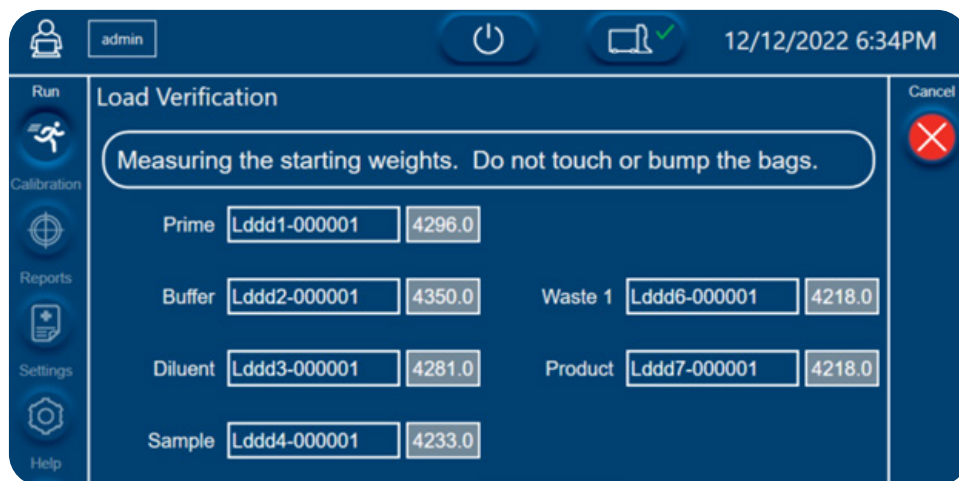 admin
12/12/2022 6:34PM
Run
Calibration
Reports
Settings
Help
Load Verification
Measuring the starting weights. Do not touch or bump the bags.
Prime Lddd1-000001 4296.0
Buffer Lddd2-000001 4350.0 Waste 1 Lddd6-000001 4218.0
Diluent Lddd3-000001 4281.0 Product Lddd7-000001 4218.0
Sample Lddd4-000001 4233.0
Cancel